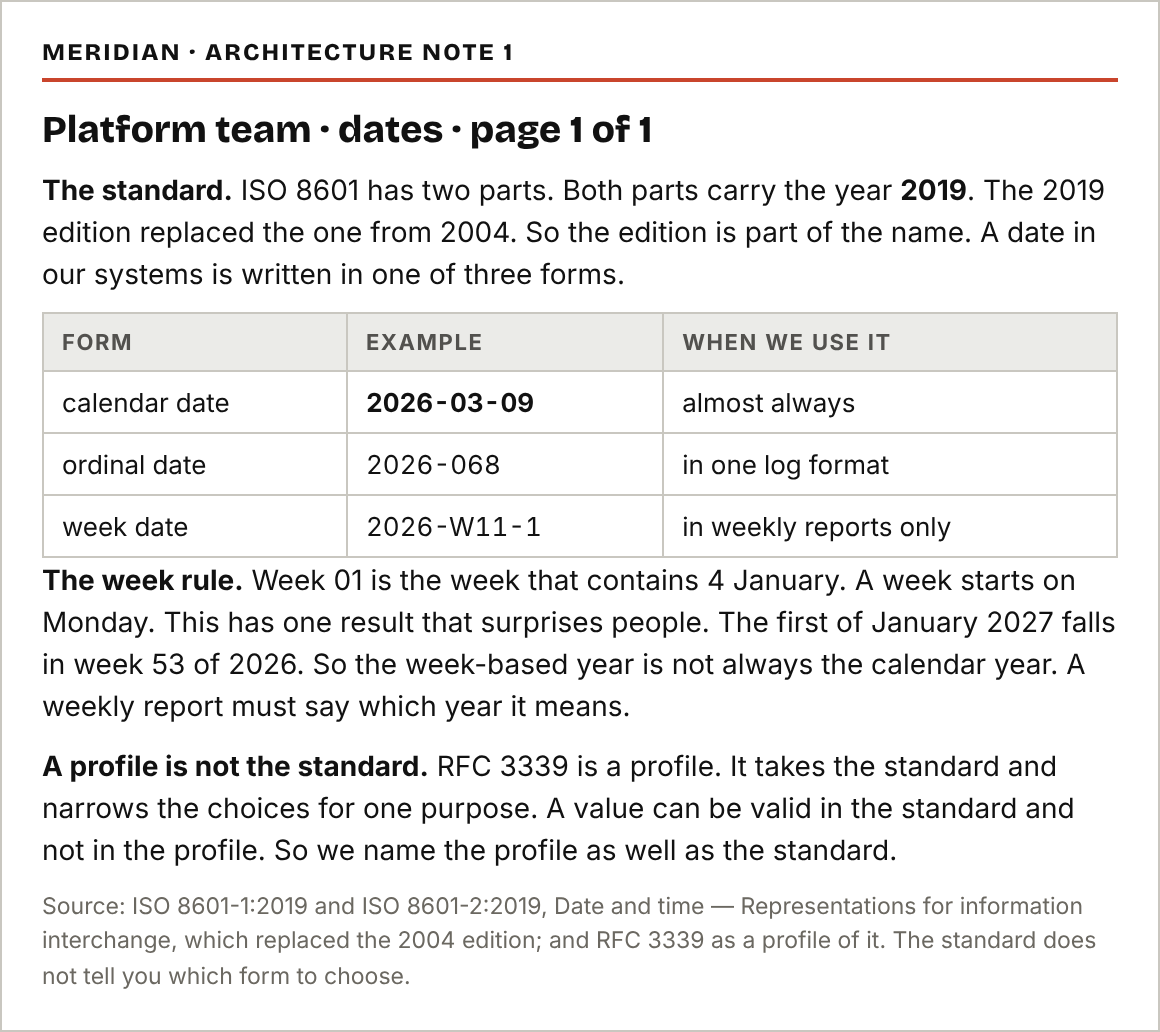 MERIDIAN · ARCHITECTURE NOTE 1
Platform team · dates · page 1 of 1
The standard. ISO 8601 has two parts. Both parts carry the year 2019. The 2019
edition replaced the one from 2004. So the edition is part of the name. A date in
our systems is written in one of three forms.
FORM EXAMPLE WHEN WE USE IT
calendar date 2026-03-09 almost always
ordinal date 2026-068 in one log format
week date 2026-W11-1 in weekly reports only
The week rule. Week 01 is the week that contains 4 January. A week starts on
Monday. This has one result that surprises people. The first of January 2027 falls
in week 53 of 2026. So the week-based year is not always the calendar year. A
weekly report must say which year it means.
A profile is not the standard. RFC 3339 is a profile. It takes the standard and
narrows the choices for one purpose. A value can be valid in the standard and
not in the profile. So we name the profile as well as the standard.
Source: ISO 8601-1:2019 and ISO 8601-2:2019, Date and time — Representations for information
interchange, which replaced the 2004 edition; and RFC 3339 as a profile of it. The standard does
not tell you which form to choose.